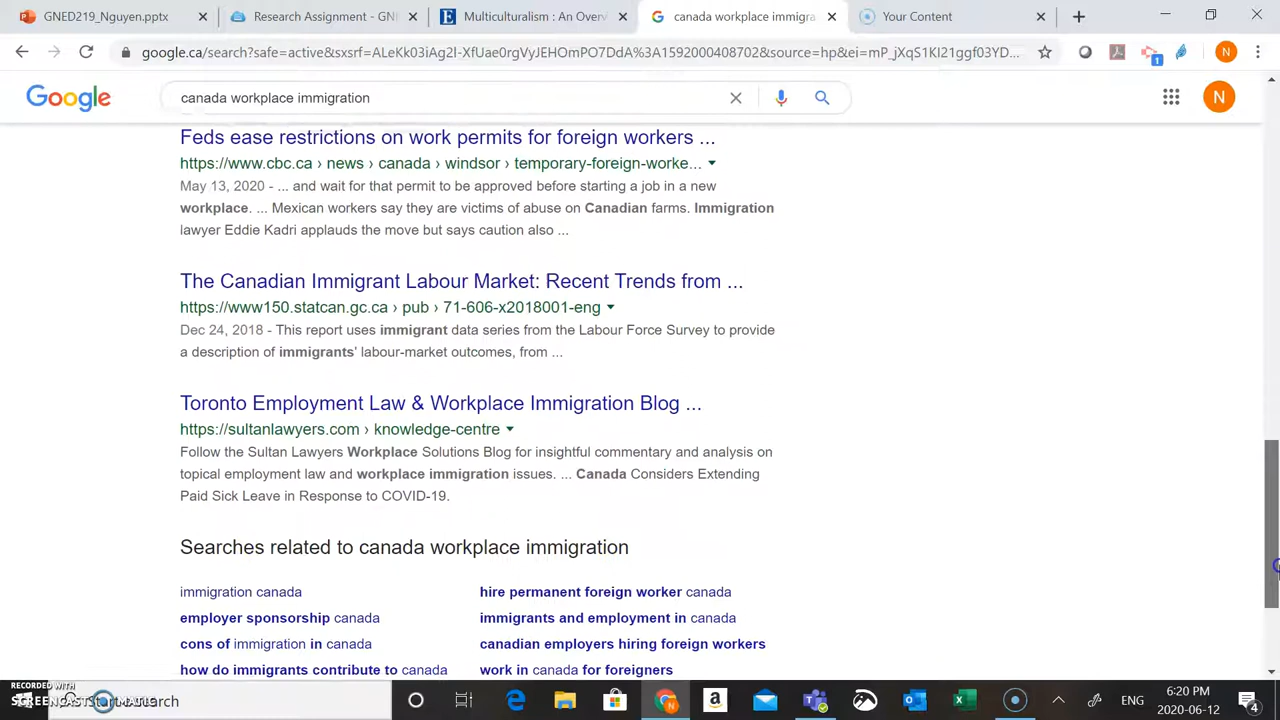 GNED219_Nguyen.pptx
Research Assignment - GNE
Multiculturalism : An Overv
canada workplace immigra
Your Content
google.ca/search?safe=active&sxsrf=ALeKk03iAg2l-XfUae0rgVyJEHOmPO7DdA%3A1592000408702&source=hp&ei=mP_jXqS1KI21ggf03YD...
1
N
Google
canada workplace immigration
N
Feds ease restrictions on work permits for foreign workers ...
https://www.cbc.ca › news › canada › windsor › temporary-foreign-worke...
May 13, 2020 - ... and wait for that permit to be approved before starting a job in a new
workplace. ... Mexican workers say they are victims of abuse on Canadian farms. Immigration
lawyer Eddie Kadri applauds the move but says caution also ...
The Canadian Immigrant Labour Market: Recent Trends from ...
https://www150.statcan.gc.ca › pub › 71-606-x2018001-eng
Dec 24, 2018 - This report uses immigrant data series from the Labour Force Survey to provide
a description of immigrants' labour-market outcomes, from ...
Toronto Employment Law & Workplace Immigration Blog ...
https://sultanlawyers.com › knowledge-centre
Follow the Sultan Lawyers Workplace Solutions Blog for insightful commentary and analysis on
topical employment law and workplace immigration issues. ... Canada Considers Extending
Paid Sick Leave in Response to COVID-19.
Searches related to canada workplace immigration
immigration canada
hire permanent foreign worker canada
employer sponsorship canada
immigrants and employment in canada
cons of immigration in canada
canadian employers hiring foreign workers
how do immigrants contribute to canada
work in canada for foreigners
RECORDED WITH
SCREENCAST
search
ENG
6:20 PM
2020-06-12
4